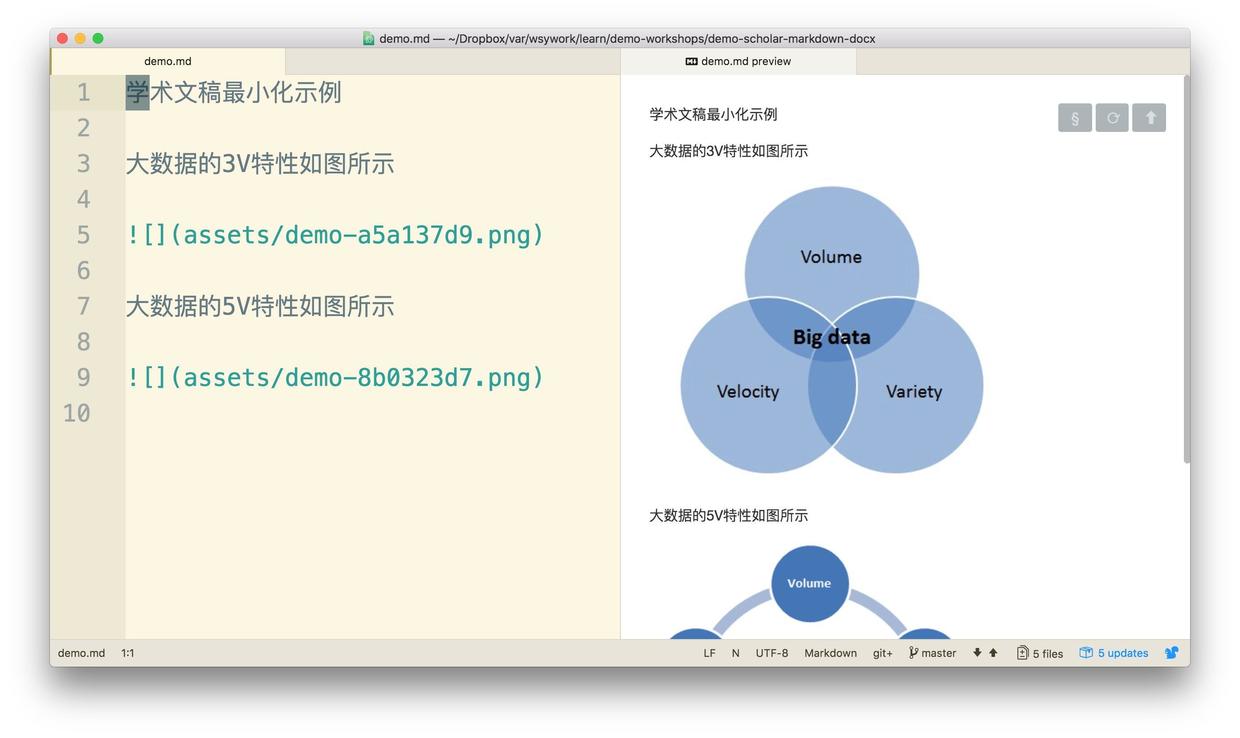 demo.md — ~/Dropbox/var/wsywork/learn/demo-workshops/demo-scholar-markdown-docx
demo.md
demo.md preview
1 学术文稿最小化示例
2
3 大数据的3V特性如图所示
4
5 ![](assets/demo-a5a137d9.png)
6
7 大数据的5V特性如图所示
8
9 ![](assets/demo-8b0323d7.png)
10
学术文稿最小化示例
§
大数据的3V特性如图所示
Volume
Big data
Velocity
Variety
大数据的5V特性如图所示
Volume
demo.md 1:1 LF N UTF-8 Markdown git+ master 5 files 5 updates